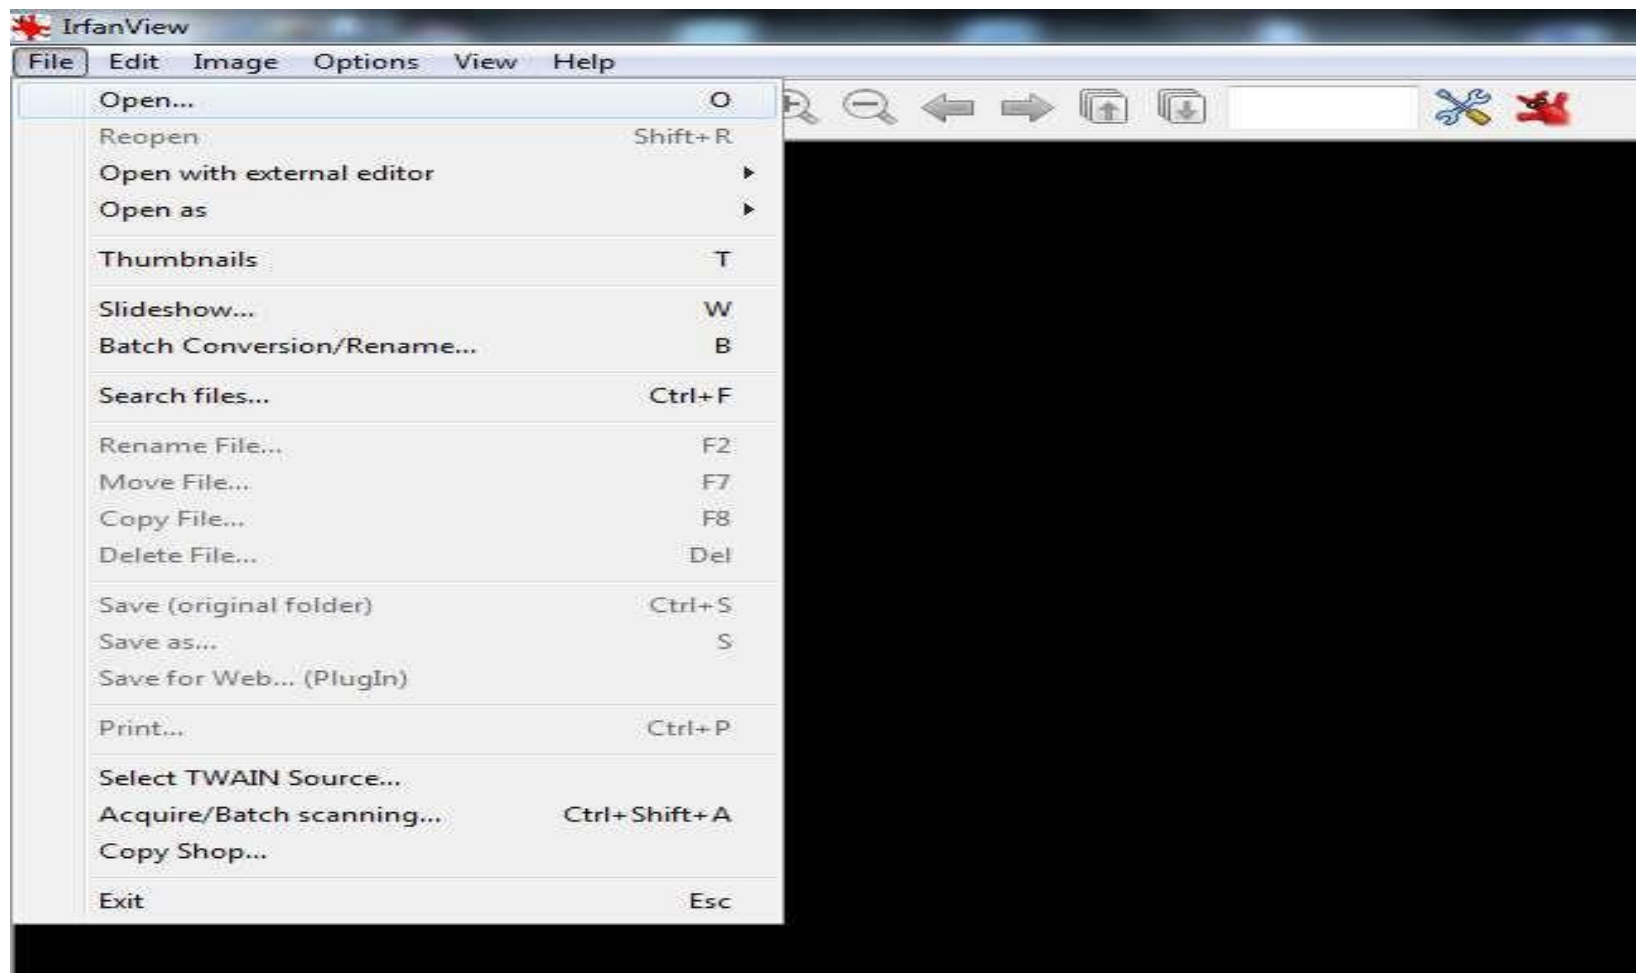 IrfanView
File Edit Image Options View Help
Open... O
Reopen Shift+R
Open with external editor
Open as
Thumbnails T
Slideshow... W
Batch Conversion/Rename... B
Search files... Ctrl+F
Rename File... F2
Move File... F7
Copy File... F8
Delete File... Del
Save (original folder) Ctrl+S
Save as... S
Save for Web... (PlugIn)
Print... Ctrl+P
Select TWAIN Source...
Acquire/Batch scanning... Ctrl+Shift+A
Copy Shop...
Exit Esc